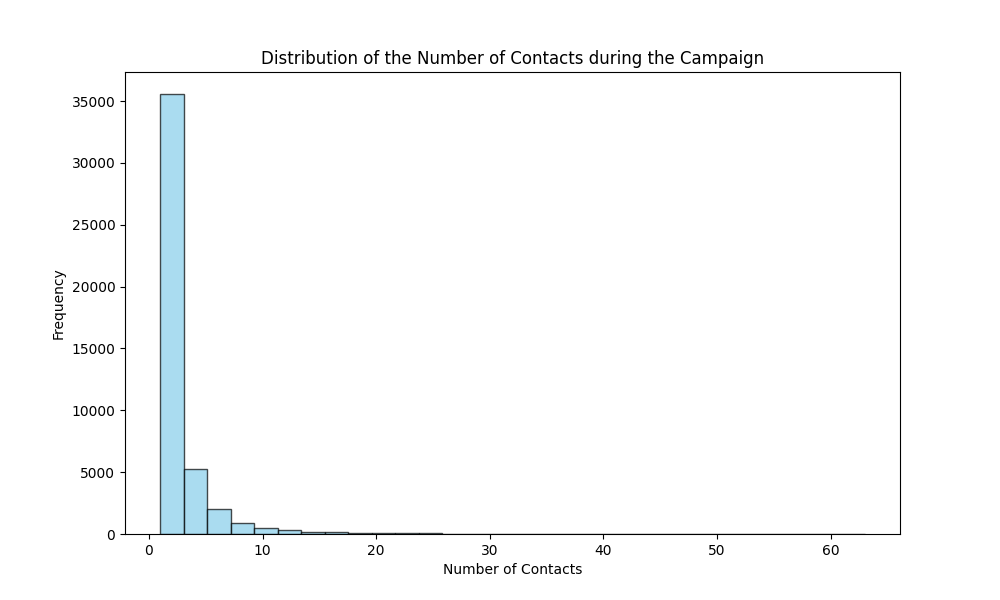 Distribution of the Number of Contacts during the Campaign
35000
30000
25000
20000
15000
10000
5000
0
Frequency
0 10 20 30 40 50 60
Number of Contacts